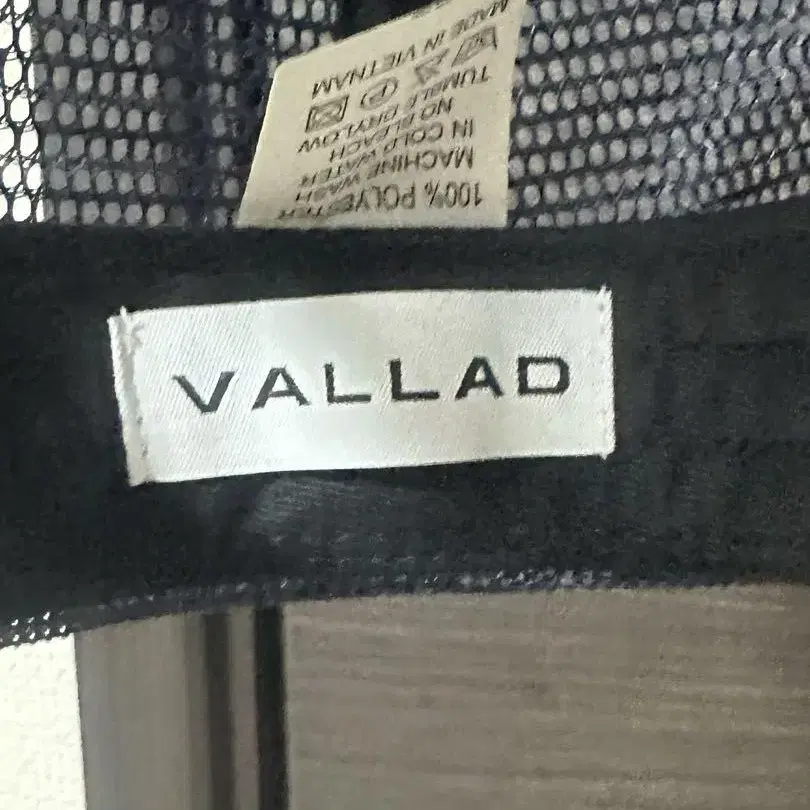 100% POLYESTER
MACHINE WASH
IN COLD WATER
NO BLEACH
TUMBLE DRY LOW
MADE IN VIETNAM
VALLAD